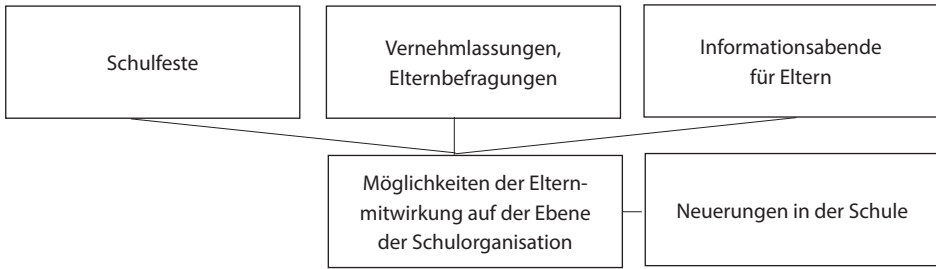 Schulfeste
Vernehmlassungen,
Elternbefragungen
Informationsabende
für Eltern
Möglichkeiten der Eltern-
mitwirkung auf der Ebene
der Schulorganisation
Neuerungen in der Schule